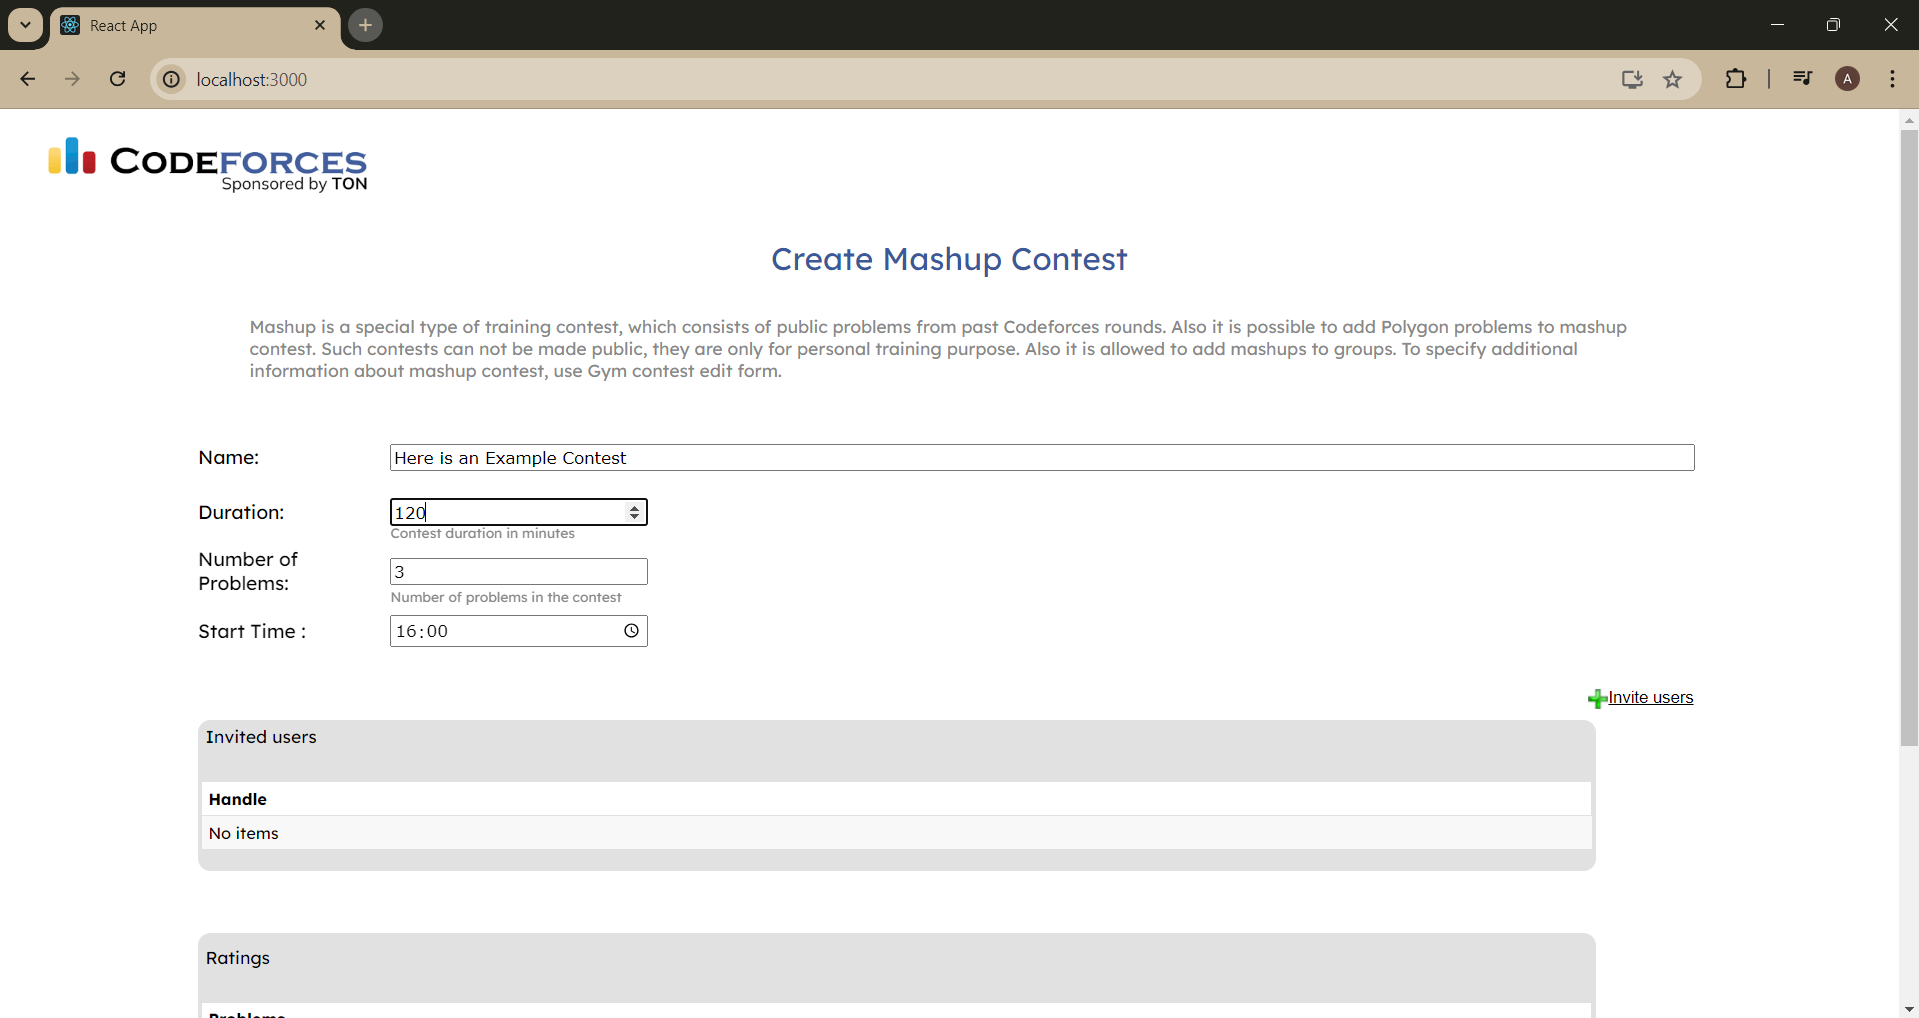 React App
localhost:3000
A
CODEFORCES
Sponsored by TON
Create Mashup Contest
Mashup is a special type of training contest, which consists of public problems from past Codeforces rounds. Also it is possible to add Polygon problems to mashup
contest. Such contests can not be made public, they are only for personal training purpose. Also it is allowed to add mashups to groups. To specify additional
information about mashup contest, use Gym contest edit form.
Name:
Here is an Example Contest
Duration:
120
Contest duration in minutes
Number of
Problems:
3
Number of problems in the contest
Start Time :
16:00
Invite users
Invited users
Handle
No items
Ratings
Problems